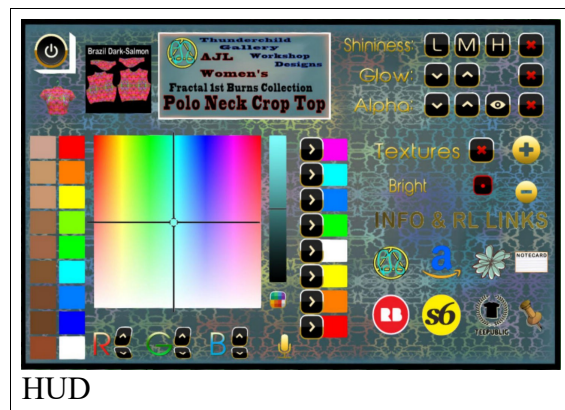 Brazil Dark-Salmon
Thunderchild
Gallery
AJL Workshop
Designs
Women's
Fractal 1st Burns Collection
Polo Neck Crop Top
Shininess: L M H
Glow:
Alpha:
Textures
Bright
INFO & RL LINKS
a
NOTECARD
RB
s6
TEEPUBLIC
R G B
HUD